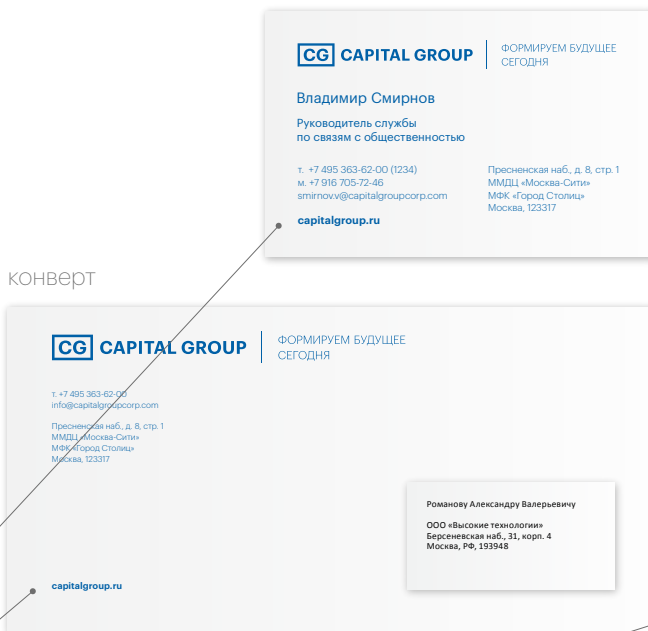 CG CAPITAL GROUP
ФОРМИРУЕМ БУДУЩЕЕ
СЕГОДНЯ
Владимир Смирнов
Руководитель службы
по связям с общественностью
т. +7 495 363-62-00 (1234)
м. +7 916 705-72-46
smirnov.v@capitalgroupcorp.com
capitalgroup.ru
Пресненская наб., д. 8, стр. 1
ММДЦ «Москва-Сити»
МФК «Город Столиц»
Москва, 123317
конверт
CG CAPITAL GROUP
ФОРМИРУЕМ БУДУЩЕЕ
СЕГОДНЯ
т. +7 495 363-62-00
info@capitalgroupcorp.com
Пресненская наб., д. 8, стр. 1
ММДЦ «Москва-Сити»
МФК «Город Столиц»
Москва, 123317
Романову Александру Валерьевичу
ООО «Высокие технологии»
Берсеневская наб., 31, корп. 4
Москва, РФ, 193948
capitalgroup.ru